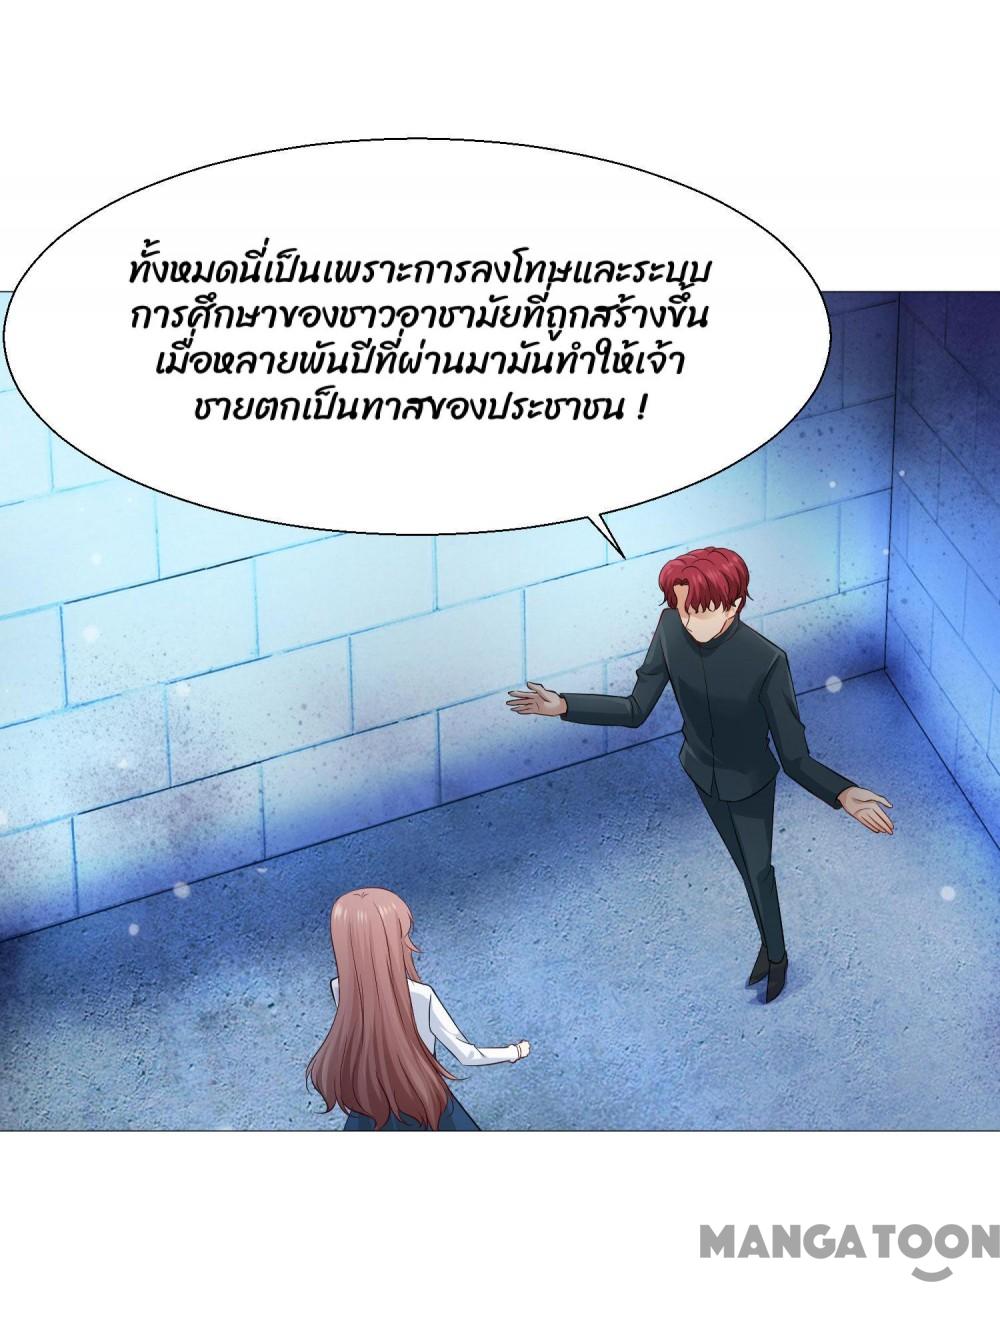 ทั้งหมดนี่เป็นเพราะการลงโทษและระบบ
การศึกษาของชาวอาชามัยที่ถูกสร้างขึ้น
เมื่อหลายพันปีที่ผ่านมามันทำให้เจ้า
ชายตกเป็นทาสของประชาชน !
MANGATOON